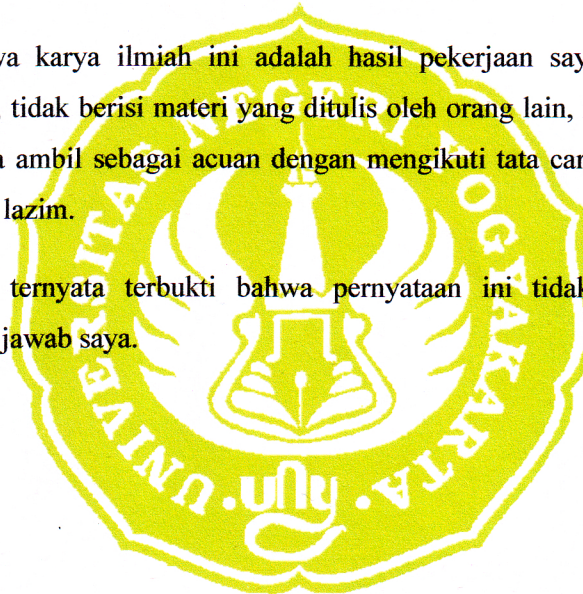 wa karya ilmiah ini adalah hasil pekerjaan say
tidak berisi materi yang ditulis oleh orang lain,
a ambil sebagai acuan dengan mengikuti tata car
lazim.
ternyata terbukti bahwa pernyataan ini tidak
jawab saya.
UNIVERSITAS NEGERI YOGYAKARTA
uny